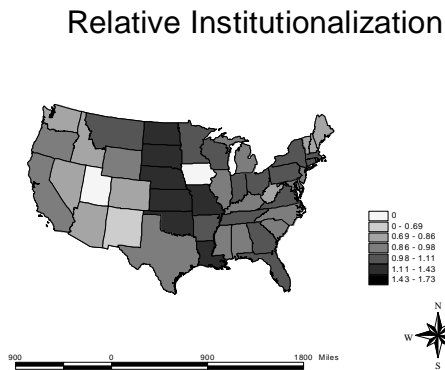 Relative Institutionalization
0
0 - 0.69
0.69 - 0.86
0.86 - 0.98
0.98 - 1.11
1.11 - 1.43
1.43 - 1.73
N
W
S
900 0 900 1800 Miles